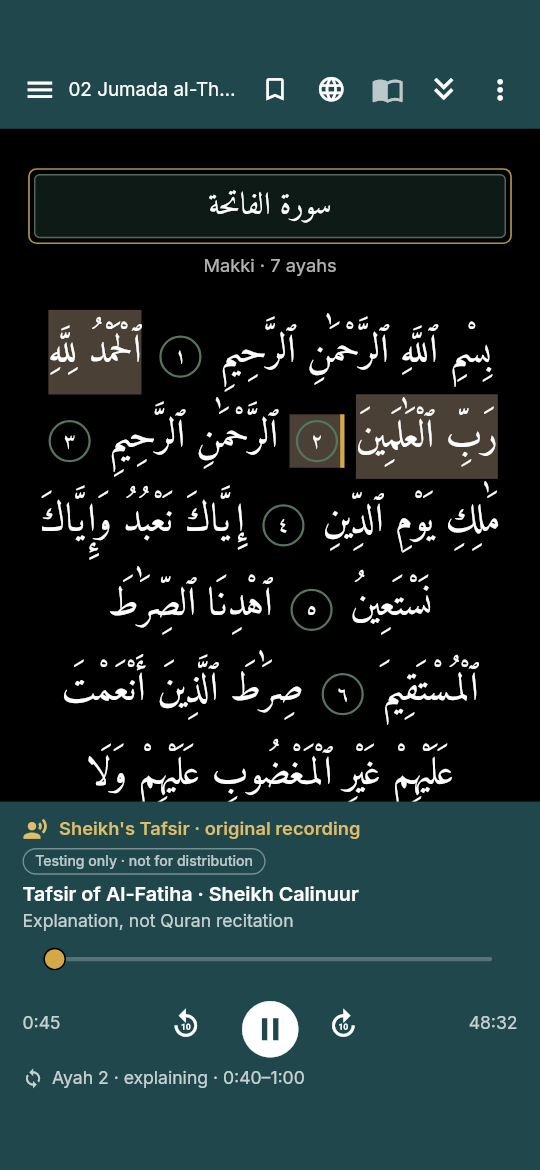 02 Jumada al-Th...
سورة الفاتحة
Makki · 7 ayahs
بِسْمِ ٱللَّهِ ٱلرَّحْمَٰنِ ٱلرَّحِيمِ ١ ٱلْحَمْدُ لِلَّهِ
رَبِّ ٱلْعَٰلَمِينَ ٢ ٱلرَّحْمَٰنِ ٱلرَّحِيمِ ٣
مَٰلِكِ يَوْمِ ٱلدِّينِ ٤ إِيَّاكَ نَعْبُدُ وَإِيَّاكَ
نَسْتَعِينُ ٥ ٱهْدِنَا ٱلصِّرَٰطَ
ٱلْمُسْتَقِيمَ ٦ صِرَٰطَ ٱلَّذِينَ أَنْعَمْتَ
عَلَيْهِمْ غَيْرِ ٱلْمَغْضُوبِ عَلَيْهِمْ وَلَا
Sheikh's Tafsir · original recording
Testing only · not for distribution
Tafsir of Al-Fatiha · Sheikh Calinuur
Explanation, not Quran recitation
0:45 10 10 48:32
Ayah 2 · explaining · 0:40–1:00